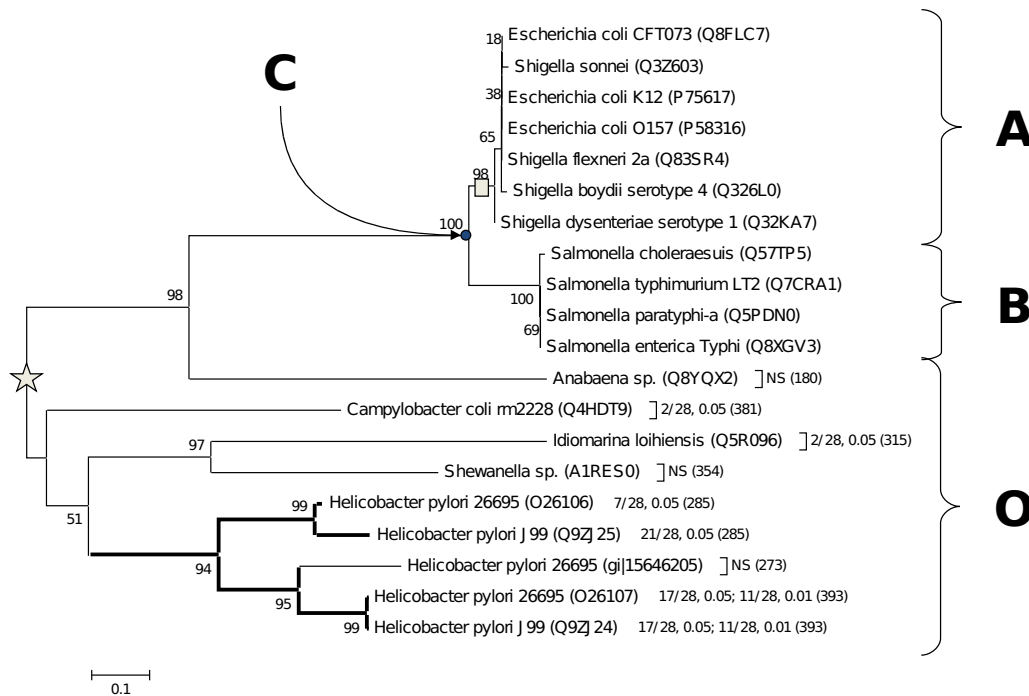 C
18
Escherichia coli CFT073 (Q8FLC7)
Shigella sonnei (Q3Z603)
38
Escherichia coli K12 (P75617)
Escherichia coli O157 (P58316)
65
Shigella flexneri 2a (Q83SR4)
98
Shigella boydii serotype 4 (Q326L0)
Shigella dysenteriae serotype 1 (Q32KA7)
A
100
Salmonella choleraesuis (Q57TP5)
Salmonella typhimurium LT2 (Q7CRA1)
100
Salmonella paratyphi-a (Q5PDN0)
69
Salmonella enterica Typhi (Q8XGV3)
B
98
Anabaena sp. (Q8YQX2) NS (180)
Campylobacter coli rm2228 (Q4HDT9) 2/28, 0.05 (381)
97
Idiomarina loihiensis (Q5R096) 2/28, 0.05 (315)
Shewanella sp. (A1RES0) NS (354)
51
99
Helicobacter pylori 26695 (O26106) 7/28, 0.05 (285)
Helicobacter pylori J99 (Q9ZJ25) 21/28, 0.05 (285)
O
94
Helicobacter pylori 26695 (gi|15646205) NS (273)
95
Helicobacter pylori 26695 (O26107) 17/28, 0.05; 11/28, 0.01 (393)
99
Helicobacter pylori J99 (Q9ZJ24) 17/28, 0.05; 11/28, 0.01 (393)
0.1